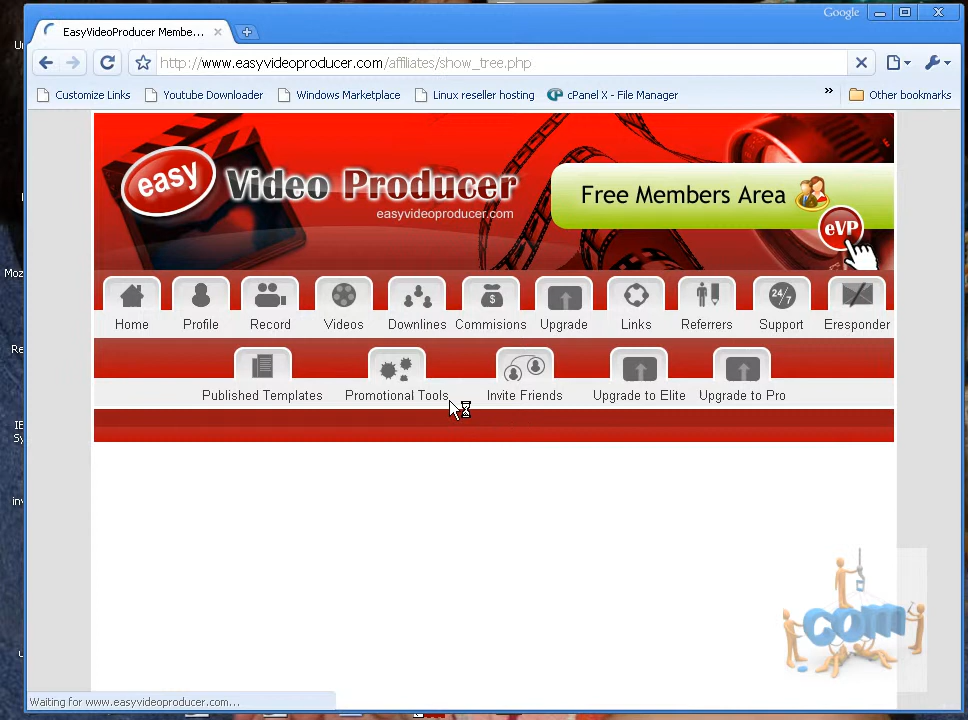 Google
EasyVideoProducer Membe...
http://www.easyvideoproducer.com/affiliates/show_tree.php
Customize Links Youtube Downloader Windows Marketplace Linux reseller hosting cPanel X - File Manager » Other bookmarks
easy Video Producer
easyvideoproducer.com
Free Members Area
eVP
24/7
Home Profile Record Videos Downlines Commisions Upgrade Links Referrers Support Eresponder
Published Templates Promotional Tools Invite Friends Upgrade to Elite Upgrade to Pro
com
Waiting for www.easyvideoproducer.com...